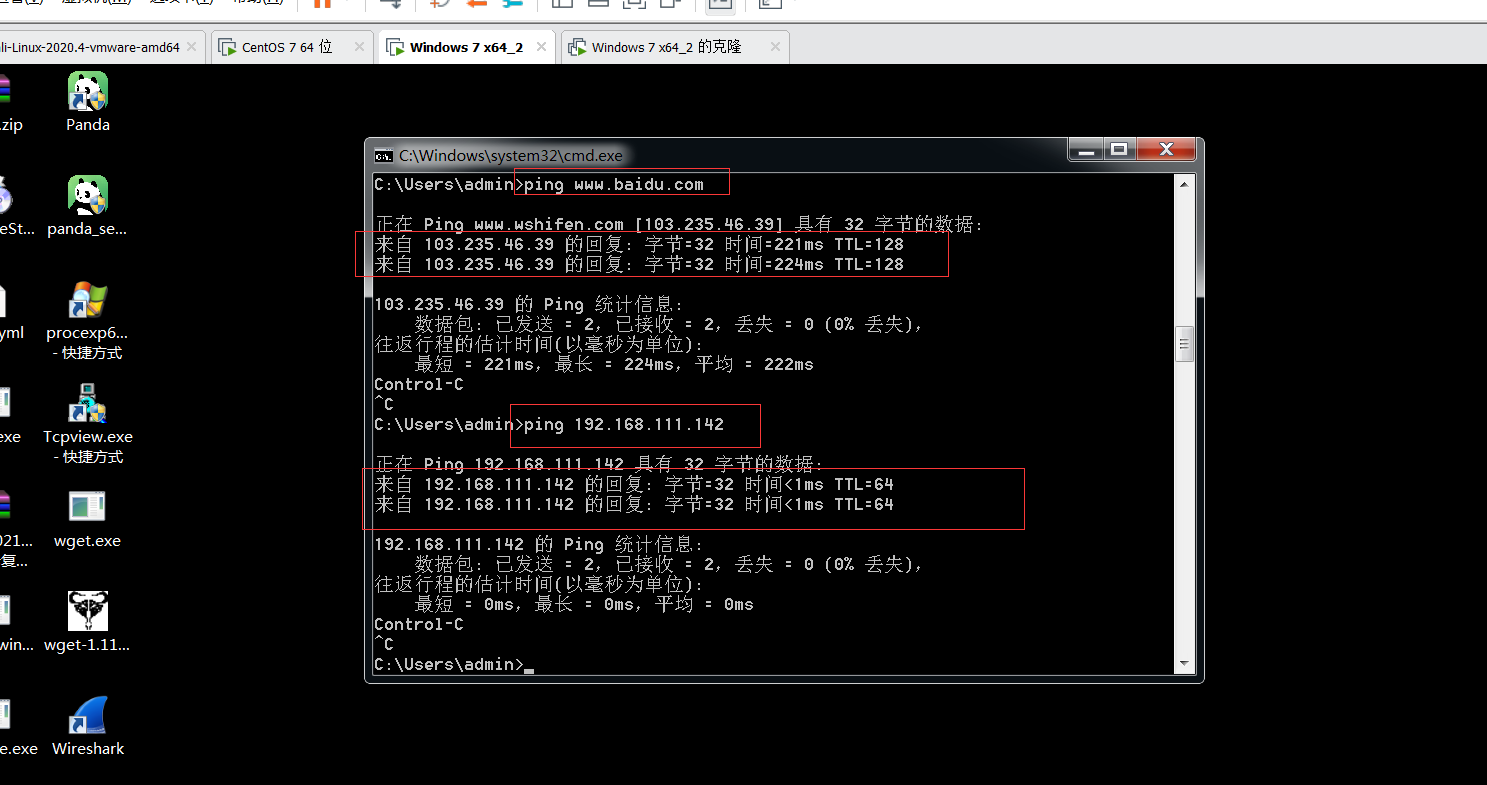 li-Linux-2020.4-vmware-amd64
CentOS 7 64 位
Windows 7 x64_2
Windows 7 x64_2 的克隆
.zip
Panda
eSt...
panda_se...
yml
procexp6...
- 快捷方式
exe
Tcpview.exe
- 快捷方式
021...
复...
wget.exe
win...
wget-1.11...
e.exe
Wireshark
C:\Windows\system32\cmd.exe
C:\Users\admin>ping www.baidu.com
正在 Ping www.wshifen.com [103.235.46.39] 具有 32 字节的数据:
来自 103.235.46.39 的回复: 字节=32 时间=221ms TTL=128
来自 103.235.46.39 的回复: 字节=32 时间=224ms TTL=128
103.235.46.39 的 Ping 统计信息:
数据包: 已发送 = 2，已接收 = 2，丢失 = 0 (0% 丢失)，
往返行程的估计时间(以毫秒为单位):
最短 = 221ms，最长 = 224ms，平均 = 222ms
Control-C
^C
C:\Users\admin>ping 192.168.111.142
正在 Ping 192.168.111.142 具有 32 字节的数据:
来自 192.168.111.142 的回复: 字节=32 时间<1ms TTL=64
来自 192.168.111.142 的回复: 字节=32 时间<1ms TTL=64
192.168.111.142 的 Ping 统计信息:
数据包: 已发送 = 2，已接收 = 2，丢失 = 0 (0% 丢失)，
往返行程的估计时间(以毫秒为单位):
最短 = 0ms，最长 = 0ms，平均 = 0ms
Control-C
^C
C:\Users\admin>_